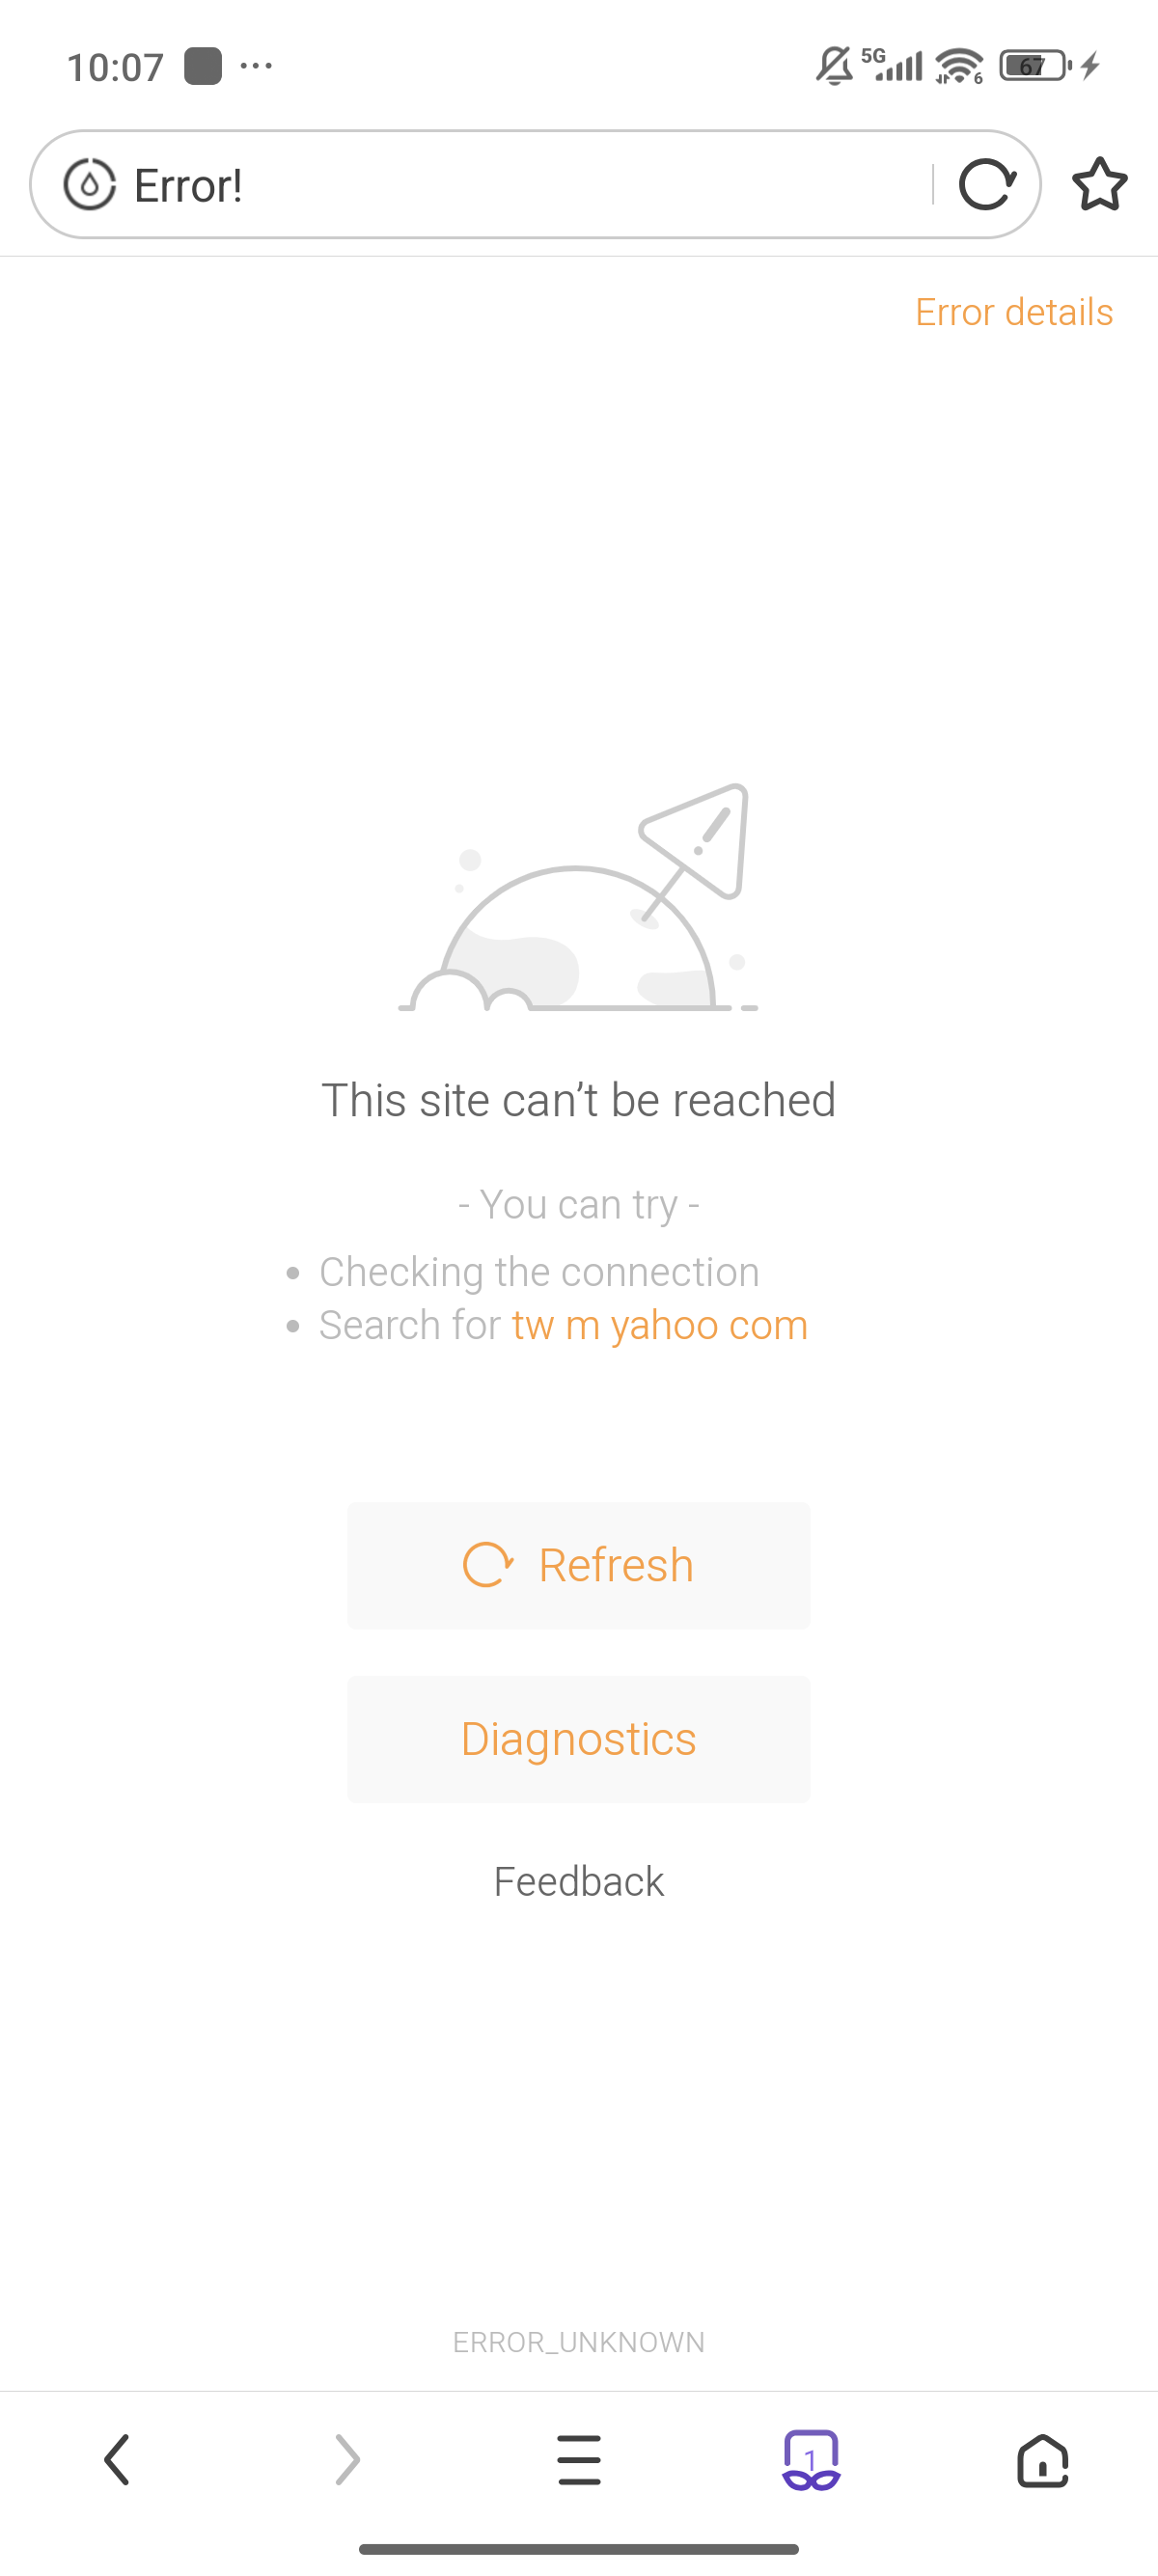 10:07
5G
6
67
Error!
Error details
This site can’t be reached
- You can try -
Checking the connection
Search for tw m yahoo com
Refresh
Diagnostics
Feedback
ERROR_UNKNOWN
1